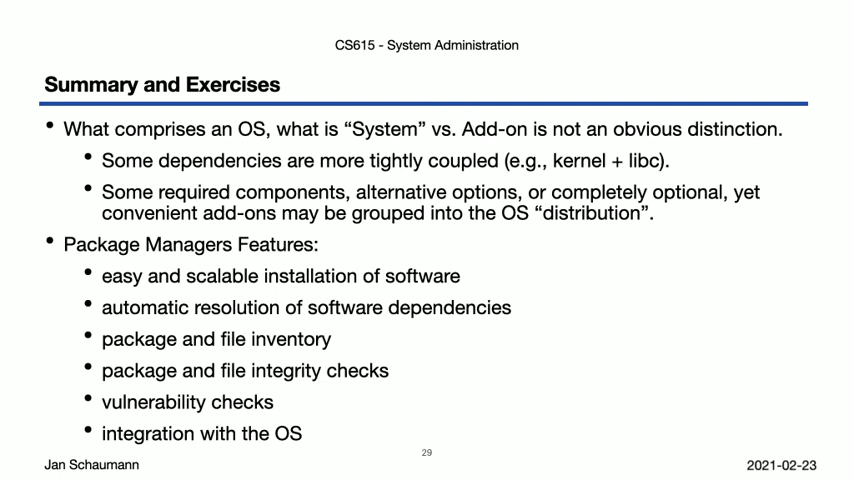 CS615 - System Administration
Summary and Exercises
• What comprises an OS, what is “System” vs. Add-on is not an obvious distinction.
• Some dependencies are more tightly coupled (e.g., kernel + libc).
• Some required components, alternative options, or completely optional, yet
convenient add-ons may be grouped into the OS “distribution”.
• Package Managers Features:
• easy and scalable installation of software
• automatic resolution of software dependencies
• package and file inventory
• package and file integrity checks
• vulnerability checks
• integration with the OS
29
Jan Schaumann
2021-02-23